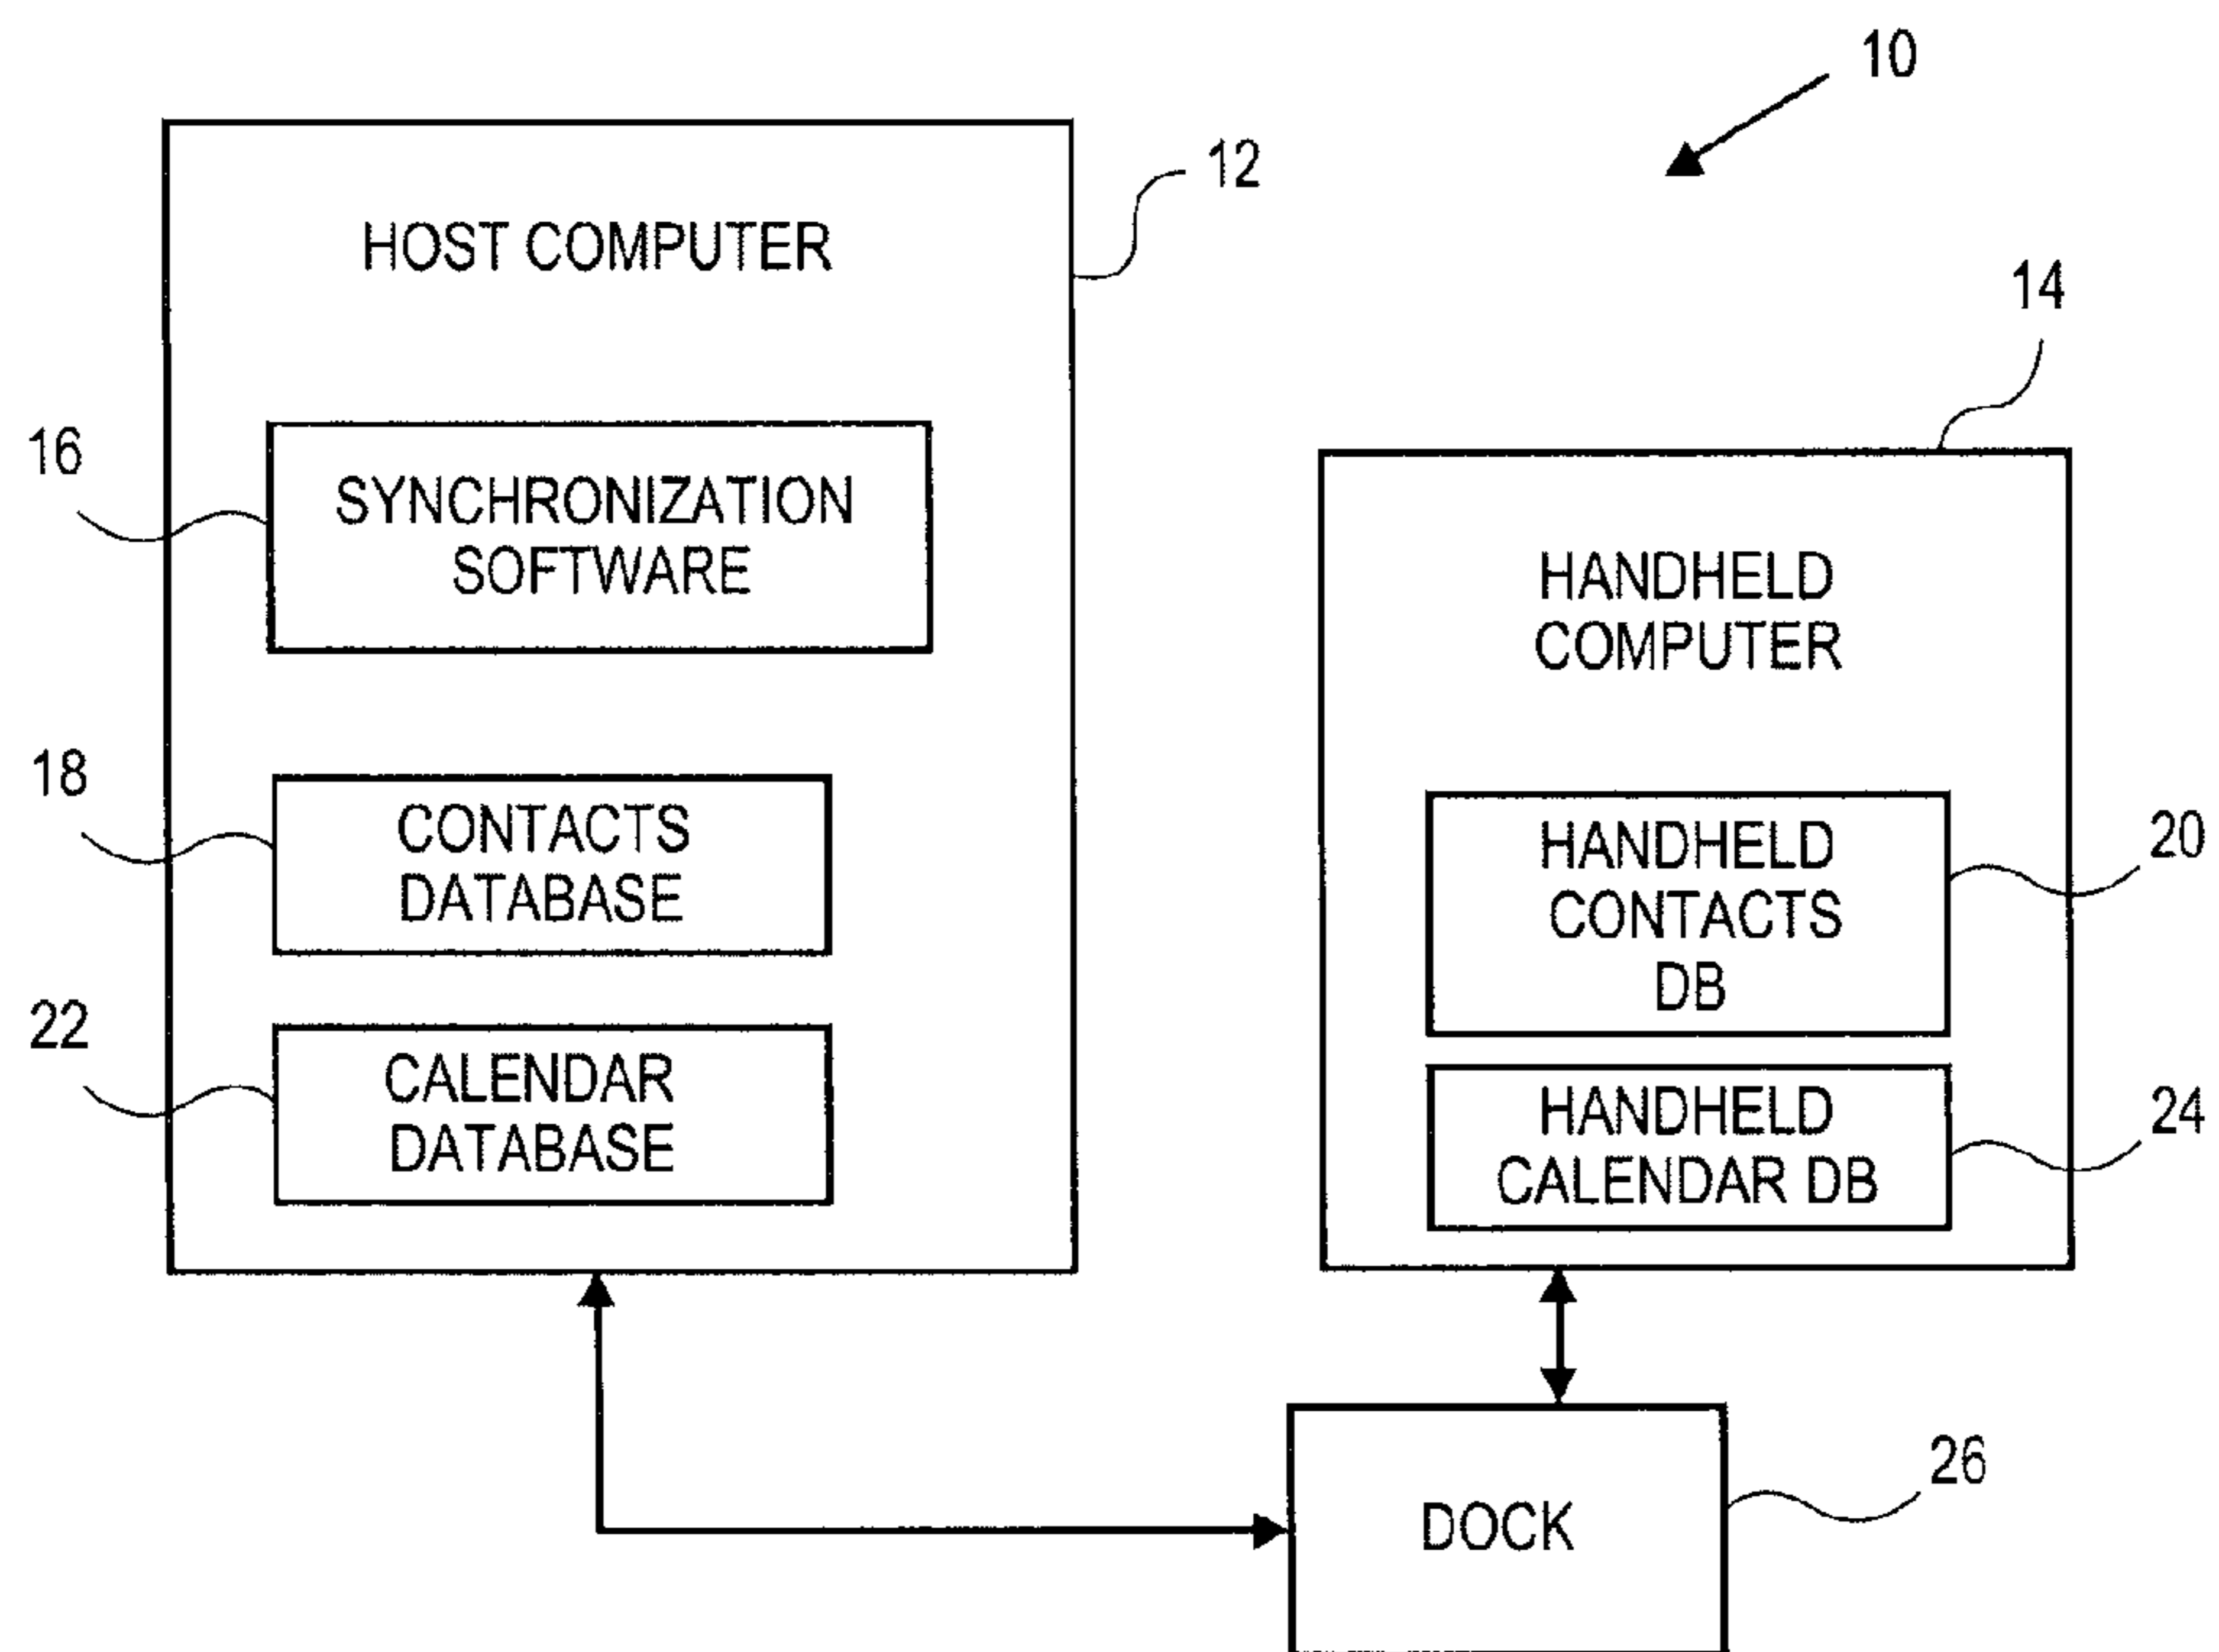 10
12
HOST COMPUTER
14
16
SYNCHRONIZATION
SOFTWARE
HANDHELD
COMPUTER
18
CONTACTS
DATABASE
HANDHELD
CONTACTS
DB
20
22
CALENDAR
DATABASE
HANDHELD
CALENDAR DB
24
DOCK
26